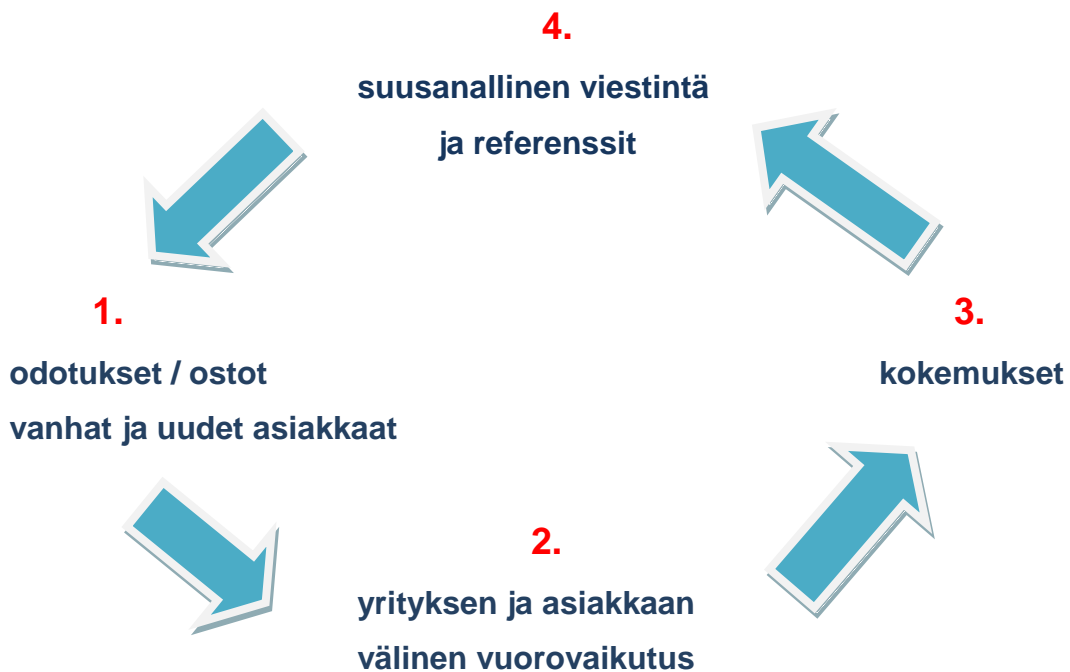 4.
suusanallinen viestintä
ja referenssit
1.
odotukset / ostot
vanhat ja uudet asiakkaat
3.
kokemukset
2.
yrityksen ja asiakkaan
välinen vuorovaikutus